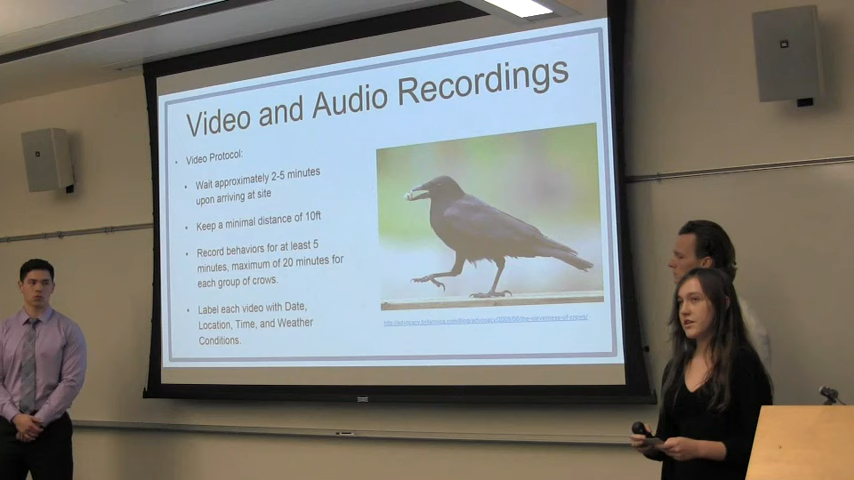 Video and Audio Recordings
• Video Protocol:
• Wait approximately 2-5 minutes
upon arriving at site
• Keep a minimal distance of 10ft
• Record behaviors for at least 5
minutes, maximum of 20 minutes for
each group of crows.
• Label each video with Date,
Location, Time, and Weather
Conditions.